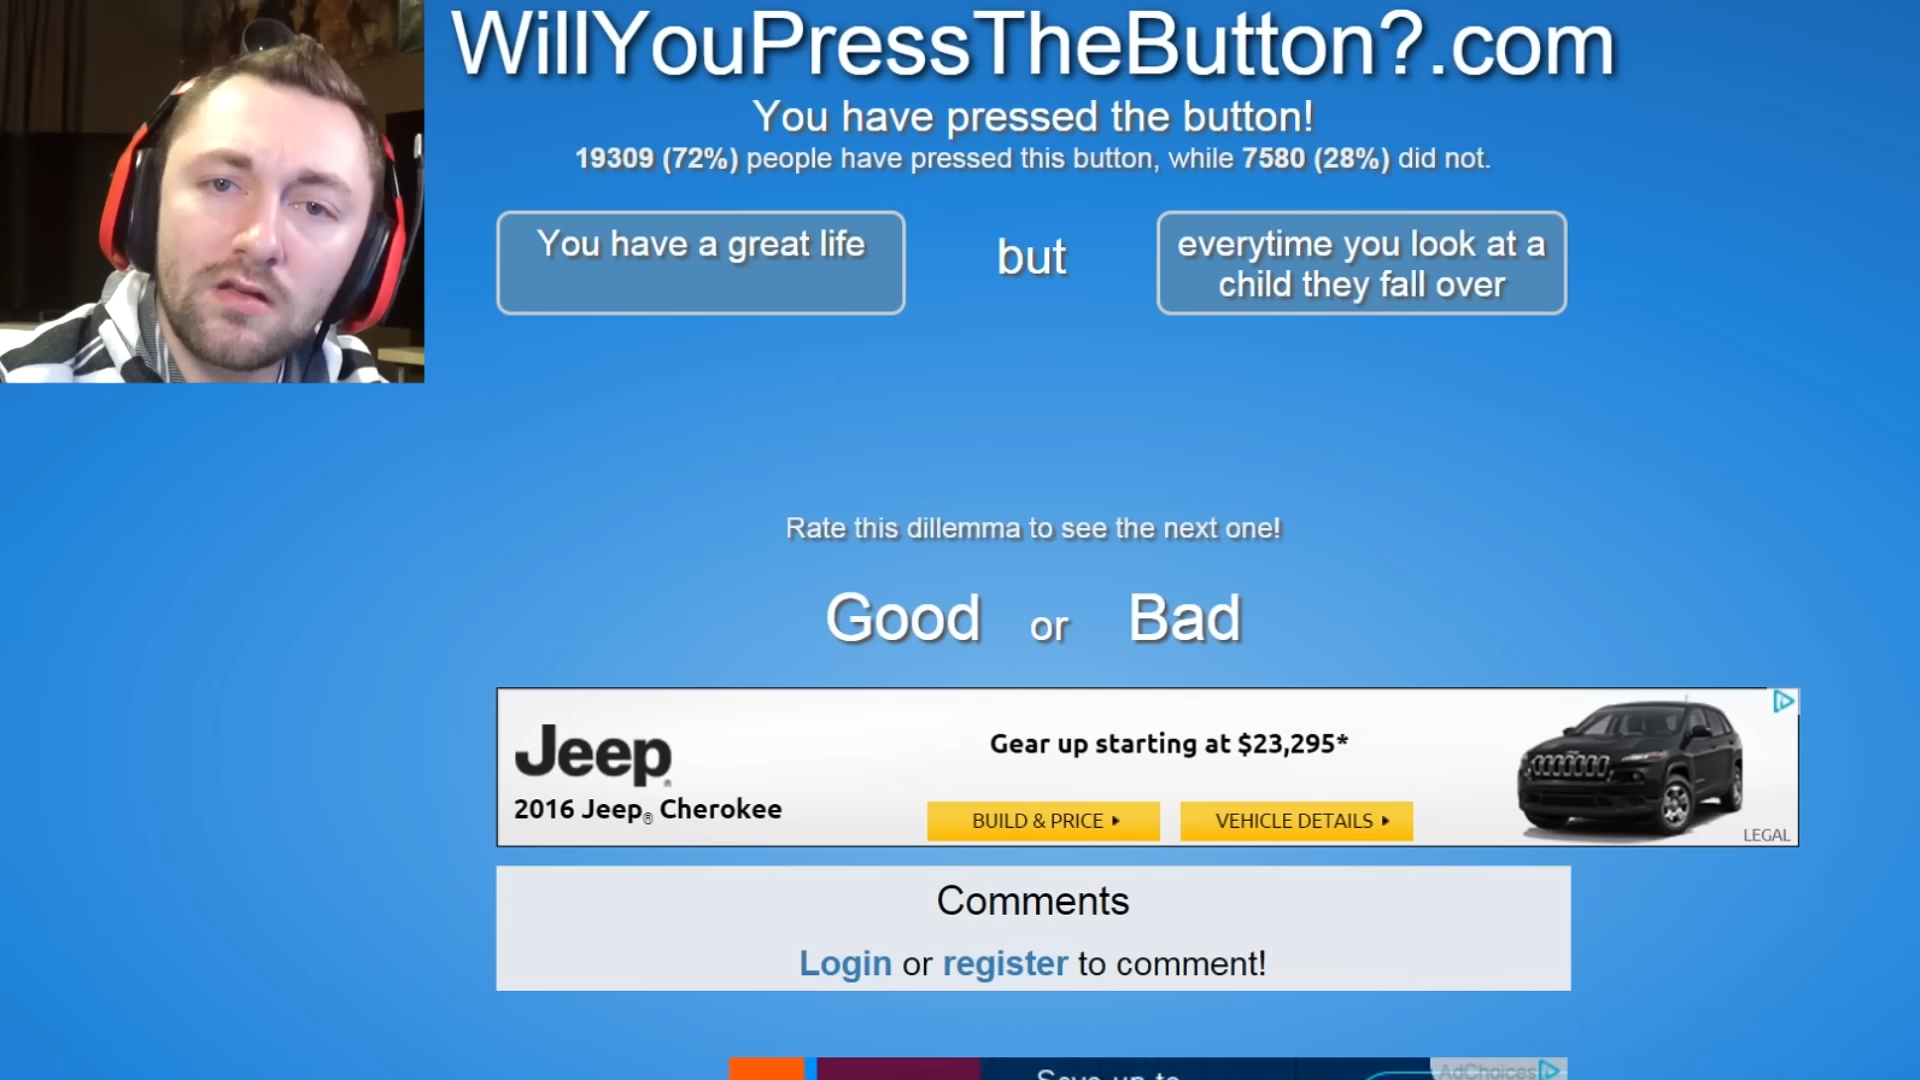 WillYouPressTheButton?.com
You have pressed the button!
19309 (72%) people have pressed this button, while 7580 (28%) did not.
You have a great life
but
everytime you look at a
child they fall over
Rate this dillemma to see the next one!
Good or Bad
Jeep
2016 Jeep® Cherokee
Gear up starting at $23,295*
BUILD & PRICE
VEHICLE DETAILS
LEGAL
Comments
Login or register to comment!
Save up to
AdChoices